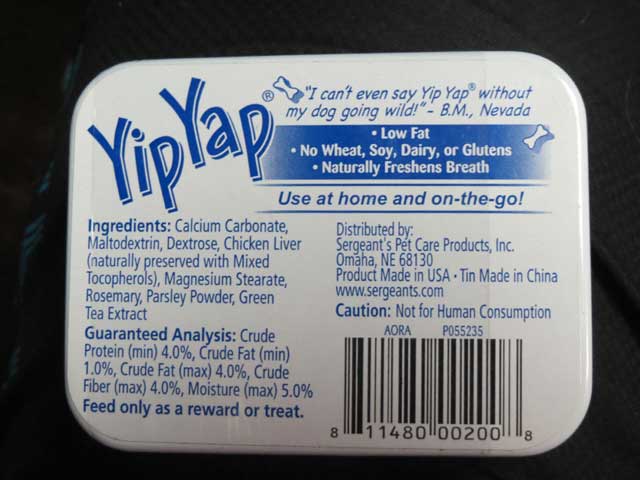 YipYap®
"I can't even say Yip Yap® without
my dog going wild!" - B.M., Nevada
• Low Fat
• No Wheat, Soy, Dairy, or Glutens
• Naturally Freshens Breath
Use at home and on-the-go!
Ingredients: Calcium Carbonate,
Maltodextrin, Dextrose, Chicken Liver
(naturally preserved with Mixed
Tocopherols), Magnesium Stearate,
Rosemary, Parsley Powder, Green
Tea Extract
Guaranteed Analysis: Crude
Protein (min) 4.0%, Crude Fat (min)
1.0%, Crude Fat (max) 4.0%, Crude
Fiber (max) 4.0%, Moisture (max) 5.0%
Feed only as a reward or treat.
Distributed by:
Sergeant's Pet Care Products, Inc.
Omaha, NE 68130
Product Made in USA • Tin Made in China
www.sergeants.com
Caution: Not for Human Consumption
AORA P055235
8 11480 00200 8